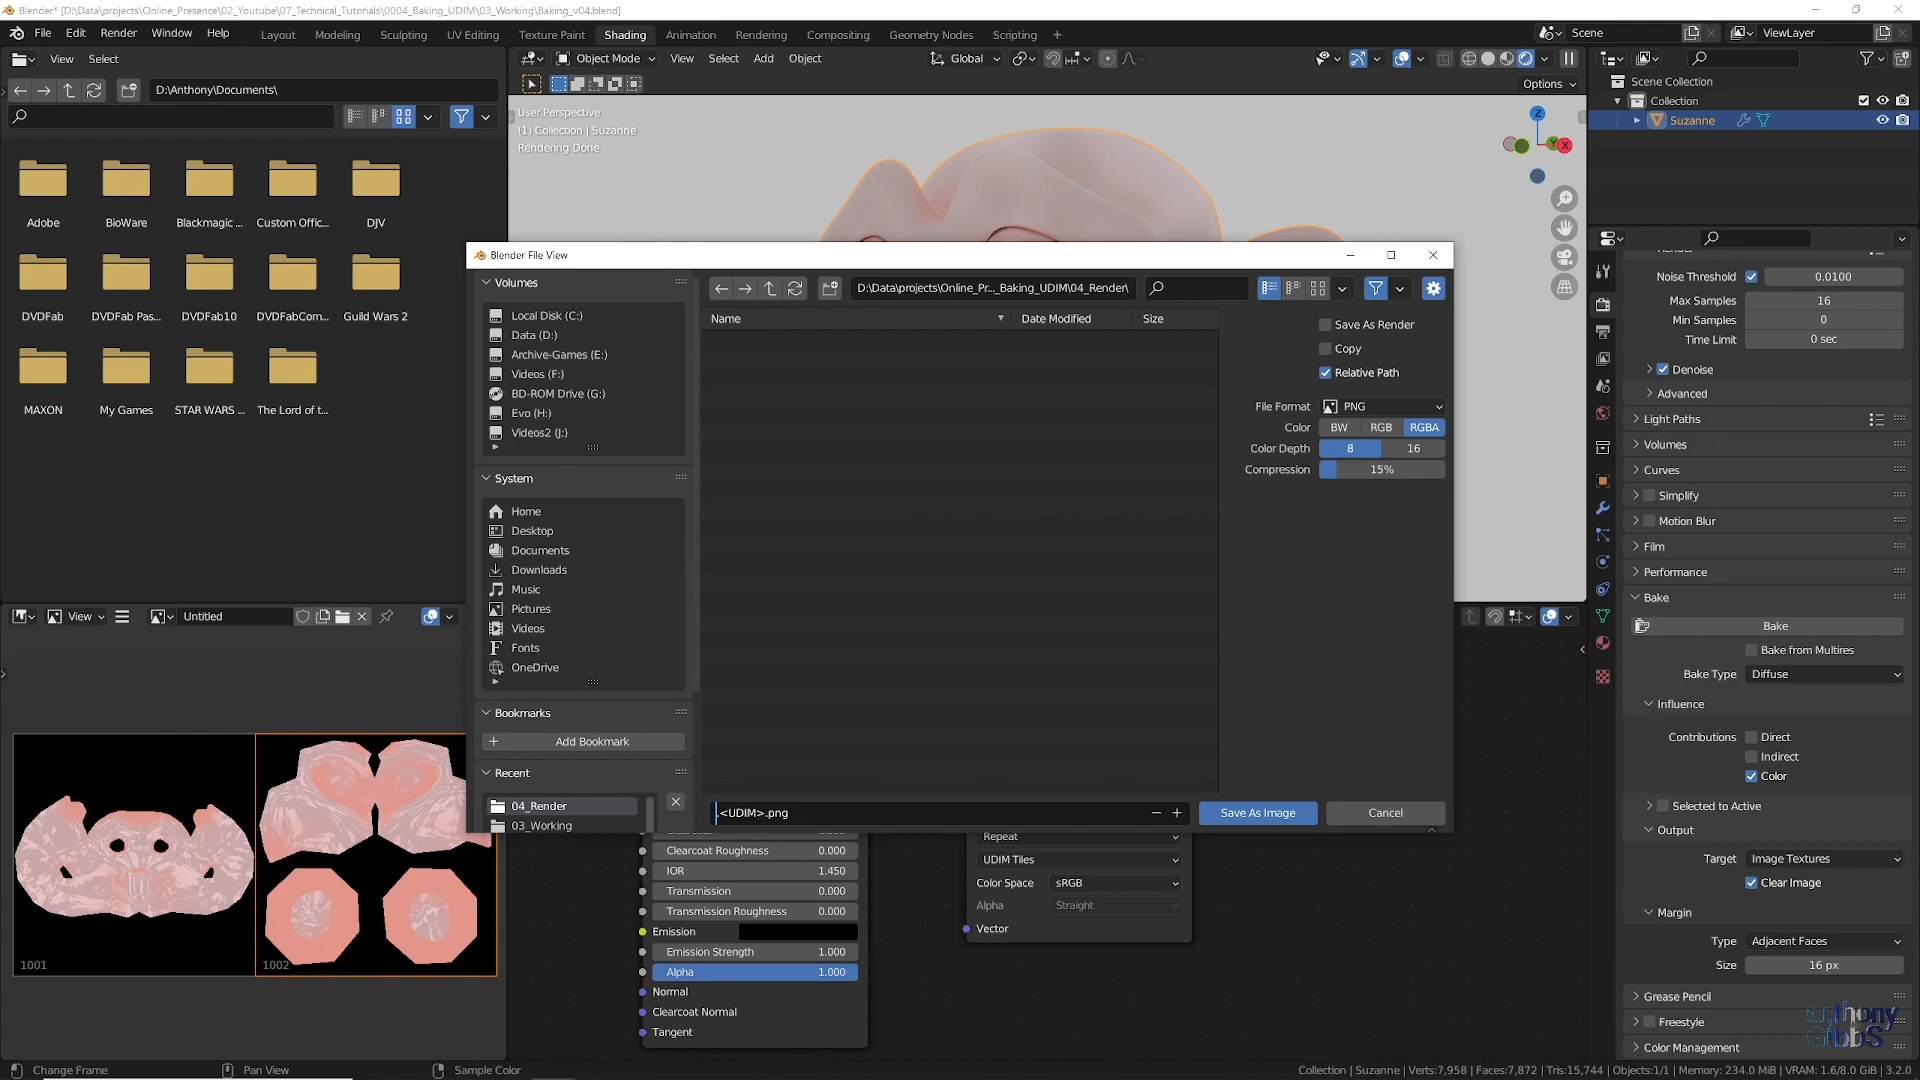 Blender* [D:\Data\projects\Online_Presence\02_Youtube\07_Technical_Tutorials\0004_Baking_UDIM\03_Working\Baking_v04.blend]
File Edit Render Window Help
Layout Modeling Sculpting UV Editing Texture Paint Shading Animation Rendering Compositing Geometry Nodes Scripting +
Scene
ViewLayer
View Select
D:\Anthony\Documents\
Adobe BioWare Blackmagic ... Custom Offic... DJV
DVDFab DVDFab Pas... DVDFab10 DVDFabCom... Guild Wars 2
MAXON My Games STAR WARS ... The Lord of t...
Object Mode View Select Add Object Global
Options
User Perspective
(1) Collection | Suzanne
Rendering Done
Z
Y
X
Scene Collection
Collection
Suzanne
Blender File View
Volumes
Local Disk (C:)
Data (D:)
Archive-Games (E:)
Videos (F:)
BD-ROM Drive (G:)
Evo (H:)
Videos2 (J:)
System
Home
Desktop
Documents
Downloads
Music
Pictures
Videos
Fonts
OneDrive
Bookmarks
Add Bookmark
Recent
04_Render
03_Working
D:\Data\projects\Online_Pr..._Baking_UDIM\04_Render\
Name Date Modified Size
Save As Render
Copy
Relative Path
File Format PNG
Color BW RGB RGBA
Color Depth 8 16
Compression 15%
.<UDIM>.png
Save As Image
Cancel
View
Untitled
1001
1002
Clearcoat Roughness 0.000
IOR 1.450
Transmission 0.000
Transmission Roughness 0.000
Emission
Emission Strength 1.000
Alpha 1.000
Normal
Clearcoat Normal
Tangent
Repeat
UDIM Tiles
Color Space sRGB
Alpha Straight
Vector
Noise Threshold 0.0100
Max Samples 16
Min Samples 0
Time Limit 0 sec
Denoise
Advanced
Light Paths
Volumes
Curves
Simplify
Motion Blur
Film
Performance
Bake
Bake
Bake from Multires
Bake Type Diffuse
Influence
Contributions Direct
Indirect
Color
Selected to Active
Output
Target Image Textures
Clear Image
Margin
Type Adjacent Faces
Size 16 px
Grease Pencil
Freestyle
Color Management
anthony
GibbS
Change Frame
Pan View
Sample Color
Collection | Suzanne | Verts:7,958 | Faces:7,872 | Tris:15,744 | Objects:1/1 | Memory: 234.0 MiB | VRAM: 1.6/8.0 GiB | 3.2.0